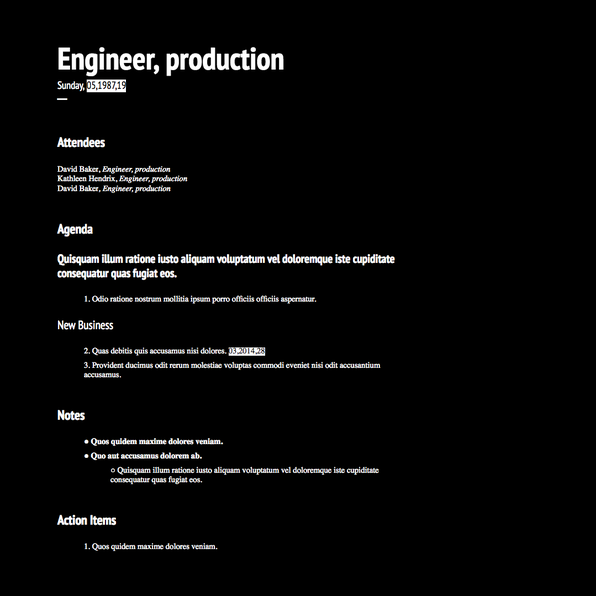 Engineer, production
Sunday, 05,1987,19
Attendees
David Baker, Engineer, production
Kathleen Hendrix, Engineer, production
David Baker, Engineer, production
Agenda
Quisquam illum ratione iusto aliquam voluptatum vel doloremque iste cupiditate
consequatur quas fugiat eos.
1. Odio ratione nostrum mollitia ipsum porro officiis officiis aspernatur.
New Business
2. Quas debitis quis accusamus nisi dolores, 03,2014,28
3. Provident ducimus odit rerum molestiae voluptas commodi eveniet nisi odit accusantium
accusamus.
Notes
● Quos quidem maxime dolores veniam.
● Quo aut accusamus dolorem ab.
○ Quisquam illum ratione iusto aliquam voluptatum vel doloremque iste cupiditate
consequatur quas fugiat eos.
Action Items
1. Quos quidem maxime dolores veniam.